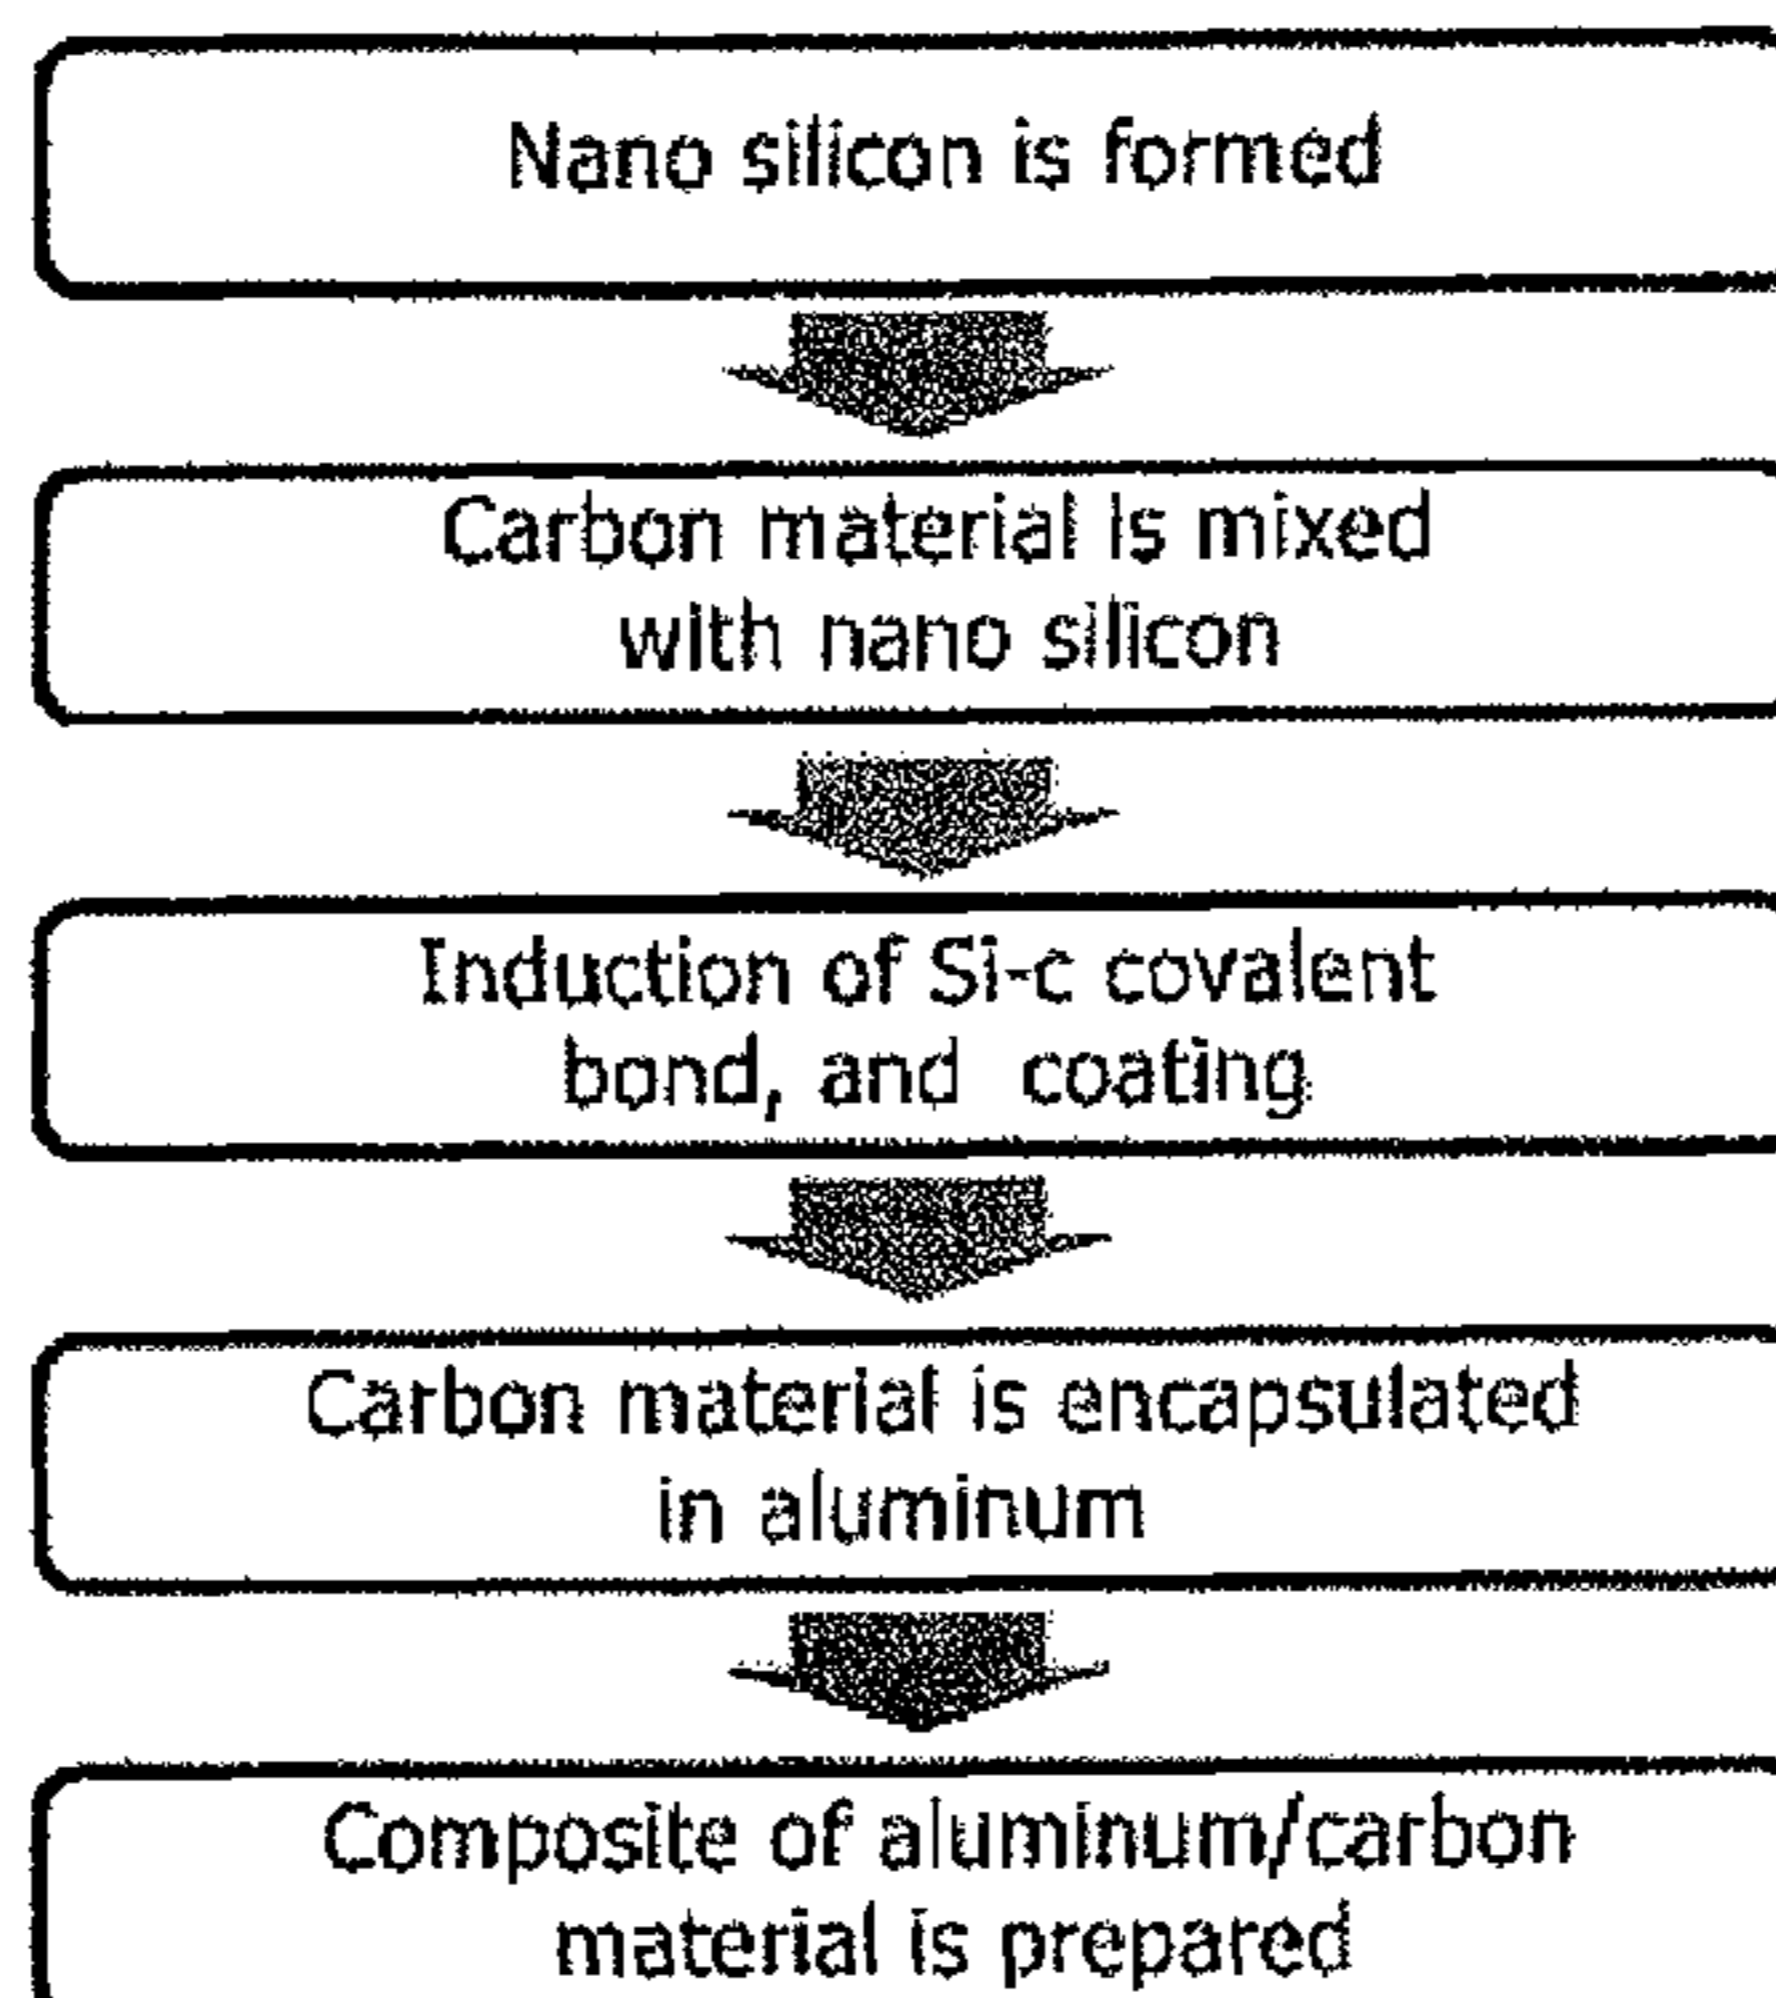 Nano silicon is formed
Carbon material is mixed
with nano silicon
Induction of Si-c covalent
bond, and coating
Carbon material is encapsulated
in aluminum
Composite of aluminum/carbon
material is prepared